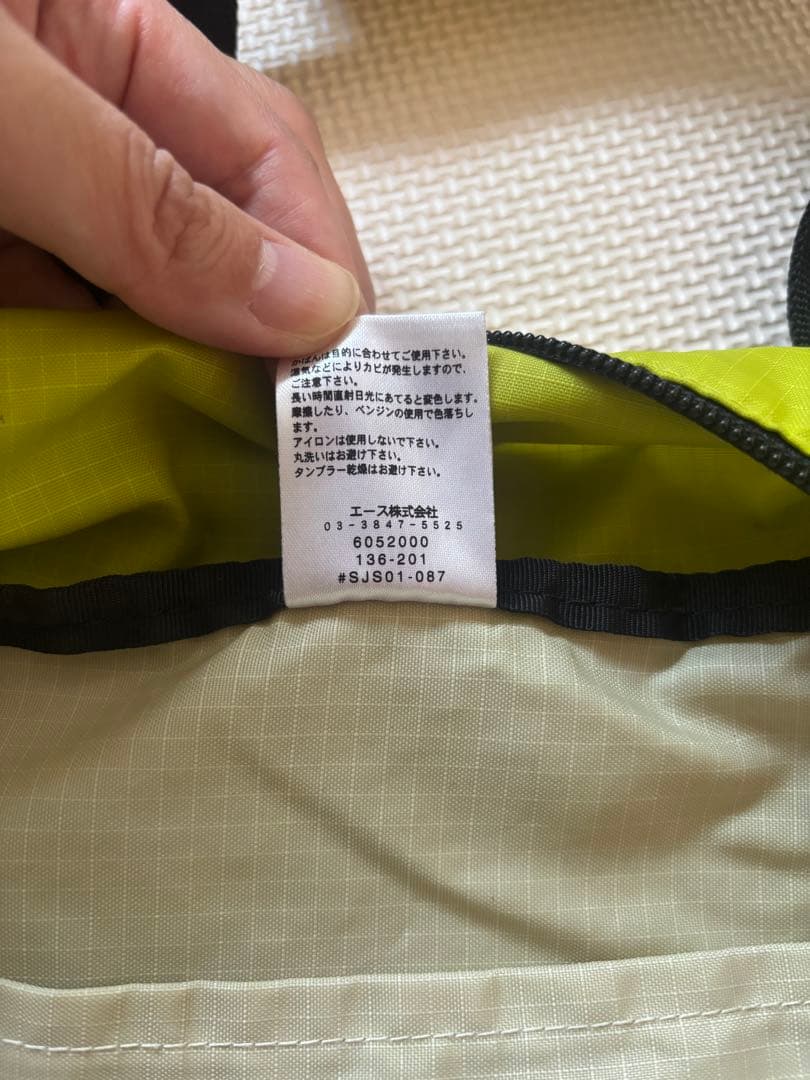 かばんは目的に合わせてご使用下さい。
湿気などによりカビが発生しますので、
ご注意下さい。
長い時間直射日光にあてると変色します。
摩擦したり、ベンジンの使用で色落ちし
ます。
アイロンは使用しないで下さい。
丸洗いはお避け下さい。
タンブラー乾燥はお避け下さい。
エース株式会社
03-3847-5525
6052000
136-201
#SJS01-087